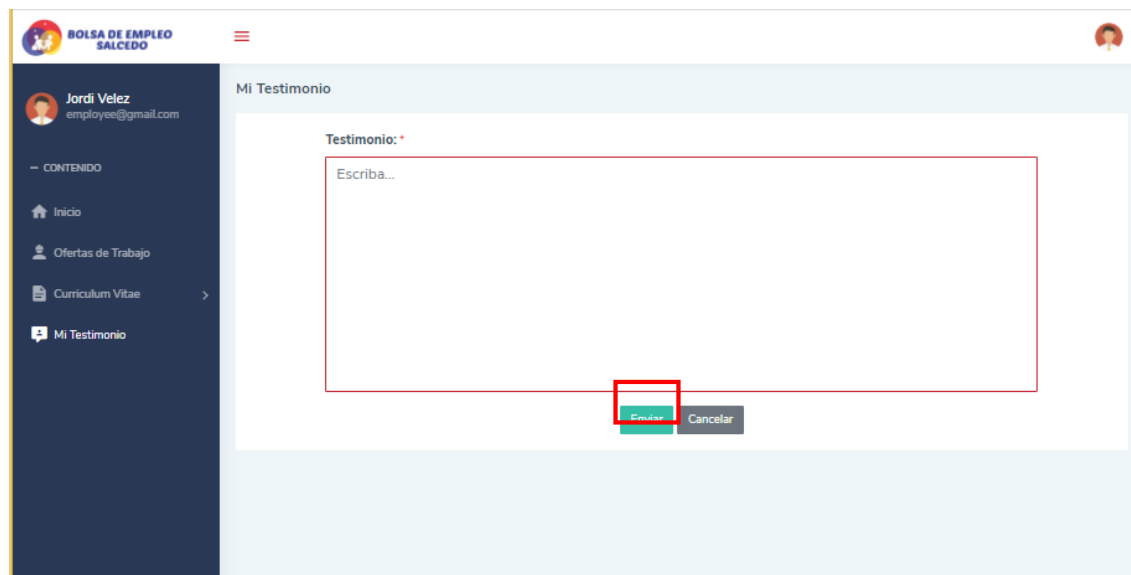 BOLSA DE EMPLEO
SALCEDO
Jordi Velez
employee@gmail.com
– CONTENIDO
Inicio
Ofertas de Trabajo
Curriculum Vitae
Mi Testimonio
Mi Testimonio
Testimonio: *
Escriba...
Enviar Cancelar